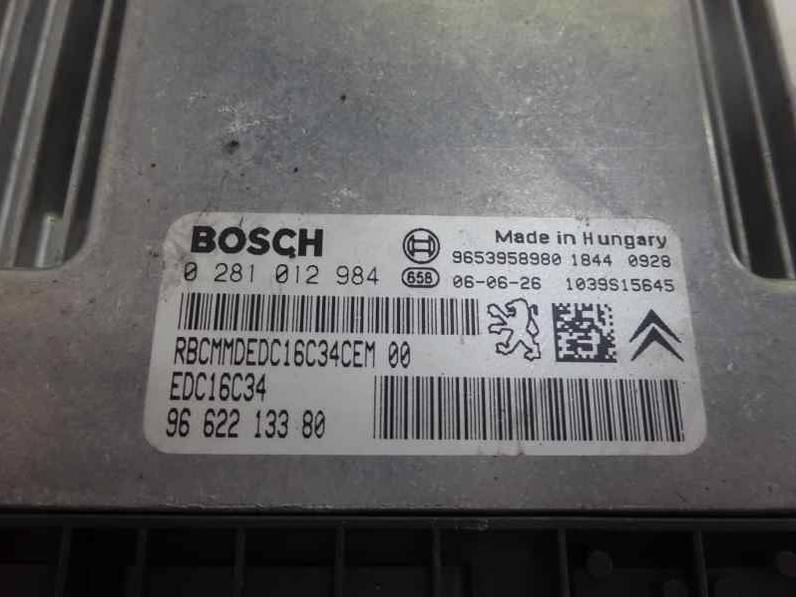 BOSCH Made in Hungary
9653958980 1844 0928
0 281 012 984 658 06-06-26 1039S15645
RBCMMDEDC16C34CEM 00
EDC16C34
96 622 133 80